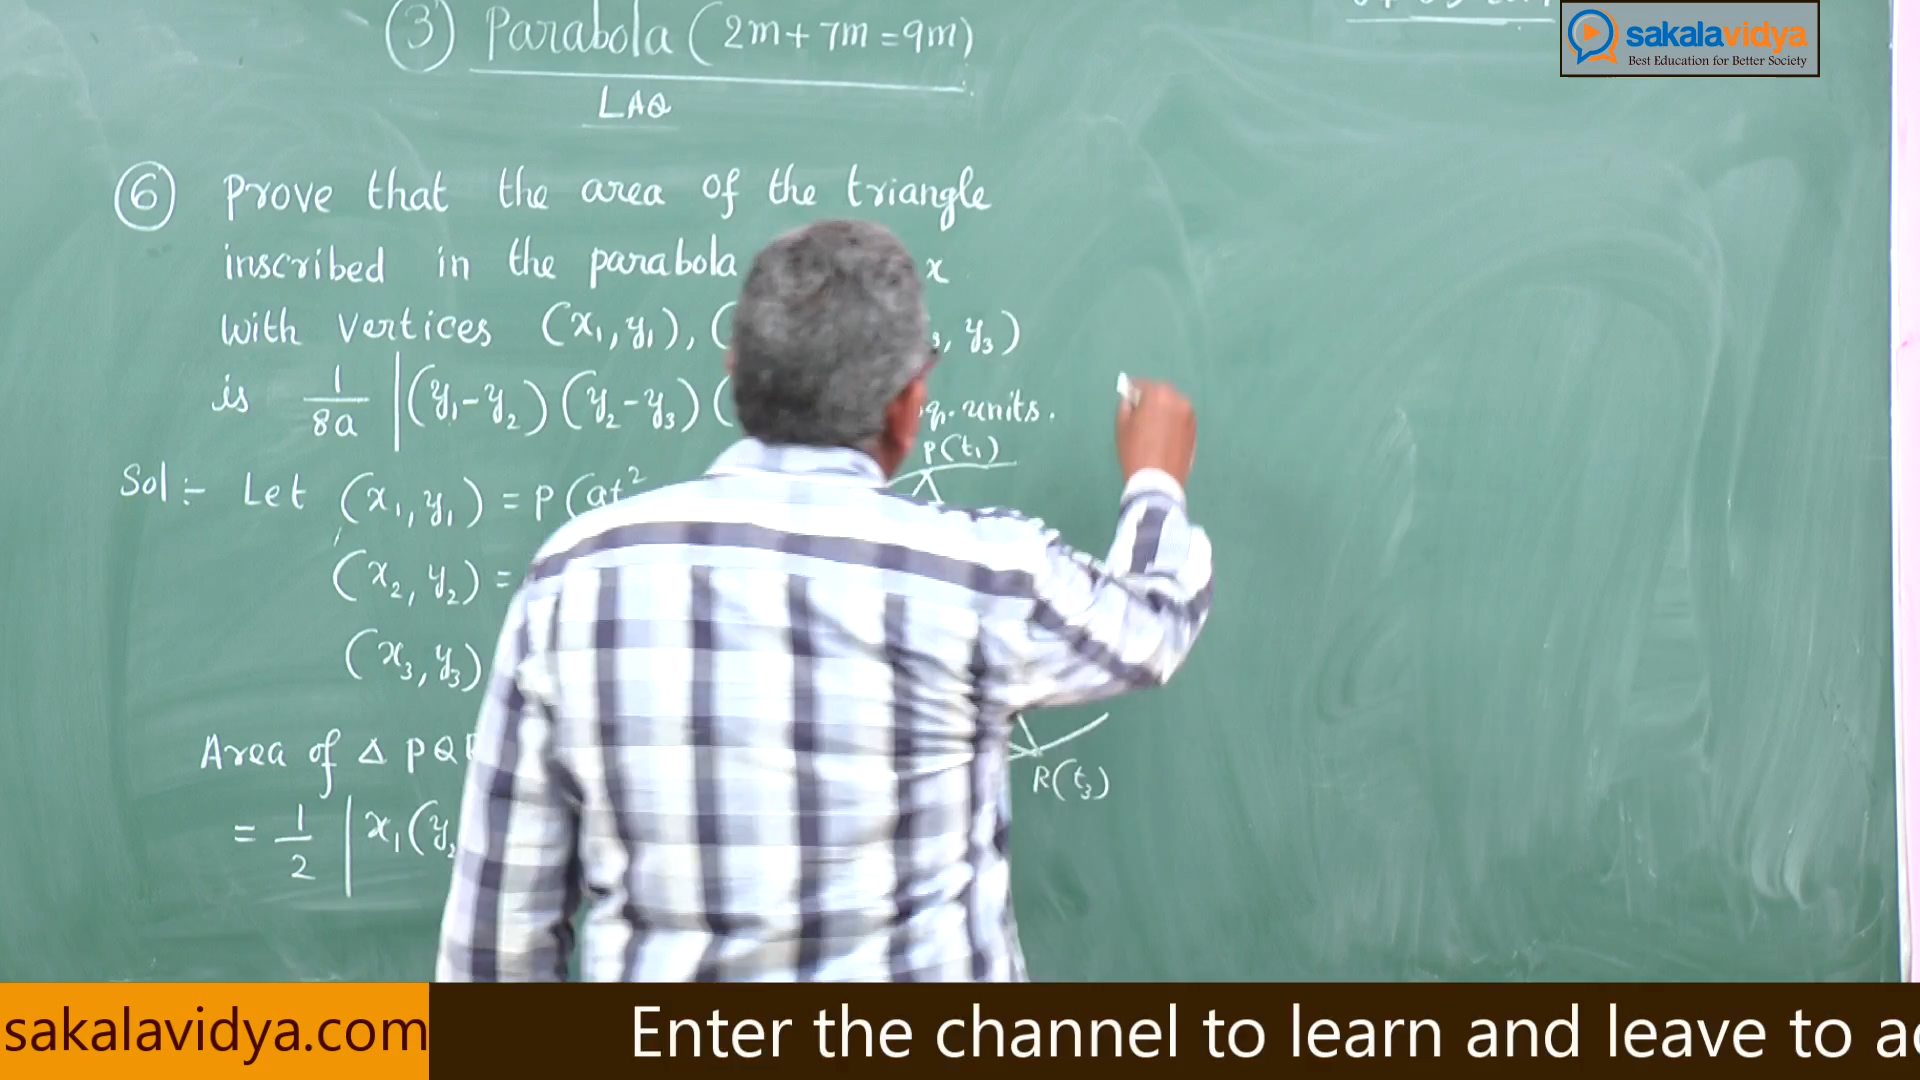 ③ Parabola (2m+7m=9m)
LAQ
sakalavidya
Best Education for Better Society
⑥ Prove that the area of the triangle
inscribed in the parabola x
with vertices (x₁,y₁), ( , y₃)
is 1/8a |(y₁-y₂)(y₂-y₃)( units.
P(t₁)
Sol:- Let (x₁,y₁) = P(at²
(x₂,y₂) =
(x₃,y₃)
R(t₃)
Area of Δ PQR
= 1/2 | x₁(y₂
sakalavidya.com
Enter the channel to learn and leave to